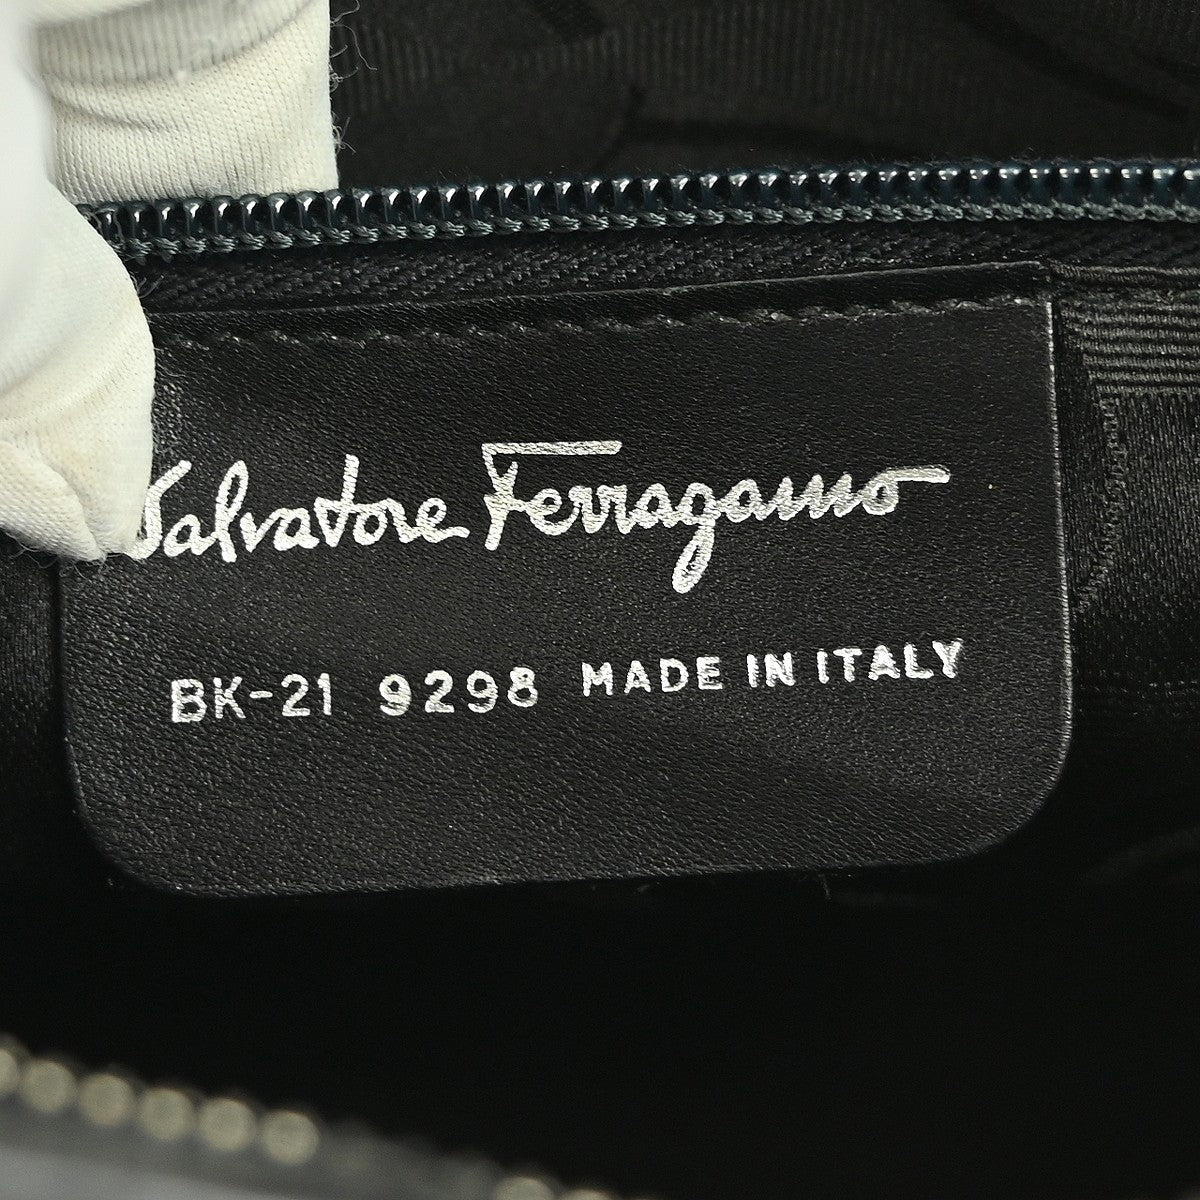 Salvatore Ferragamo
BK-21 9298 MADE IN ITALY